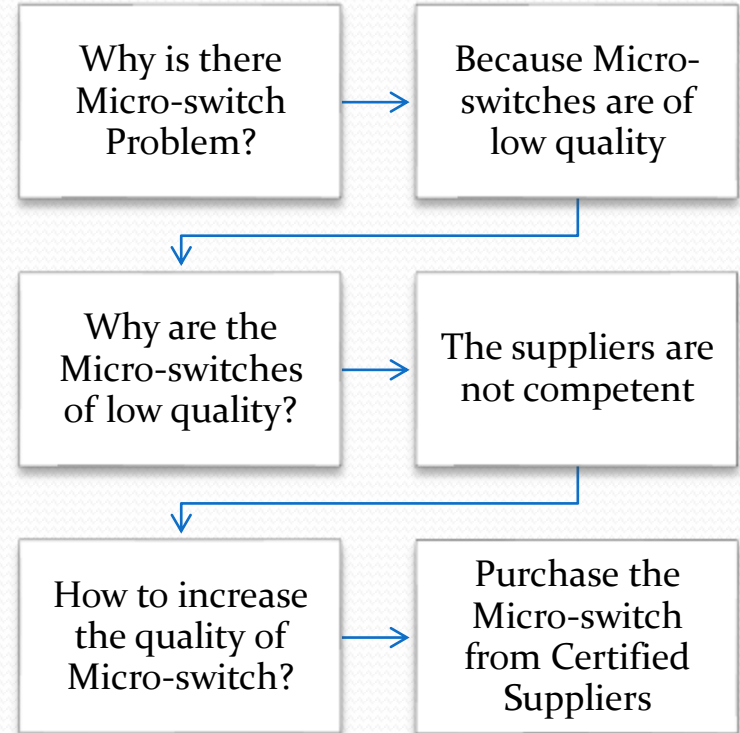 Why is there
Micro-switch
Problem?
Because Micro-
switches are of
low quality
Why are the
Micro-switches
of low quality?
The suppliers are
not competent
How to increase
the quality of
Micro-switch?
Purchase the
Micro-switch
from Certified
Suppliers